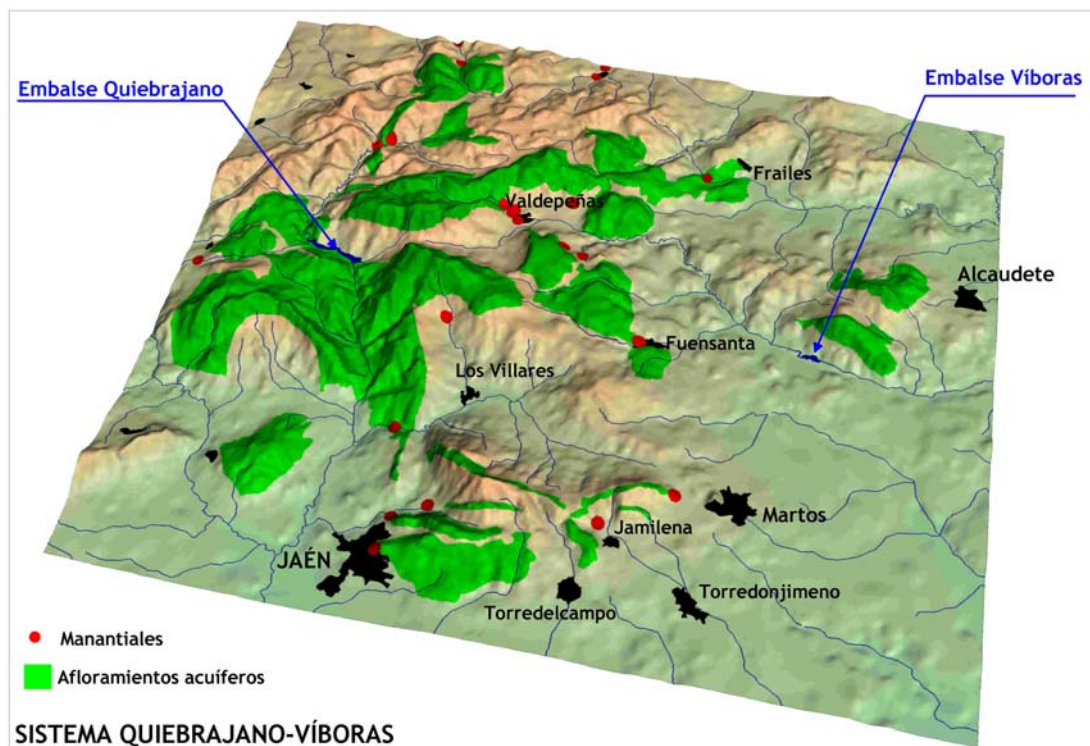 Embalse Quiebrajano
Embalse Víboras
Frailes
Valdepeñas
Alcaudete
Fuensanta
Los Villares
Martos
Jamilena
JAÉN
Torredonjimeno
Torredelcampo
Manantiales
Afloramientos acuíferos
SISTEMA QUIEBRAJANO-VÍBORAS